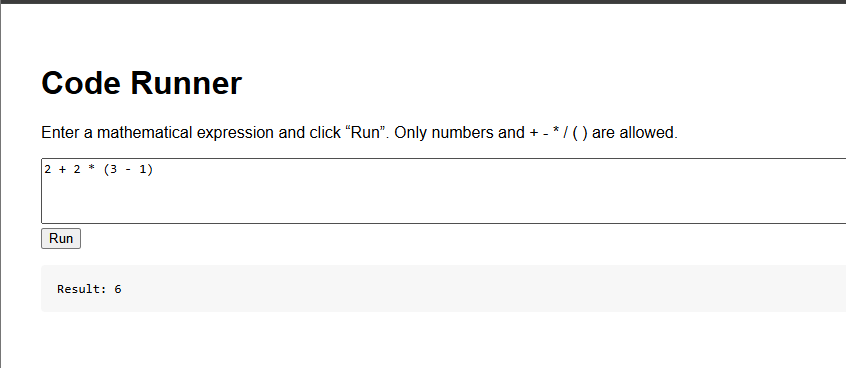 Code Runner
Enter a mathematical expression and click “Run”. Only numbers and + - * / ( ) are allowed.
2 + 2 * (3 - 1)
Run
Result: 6